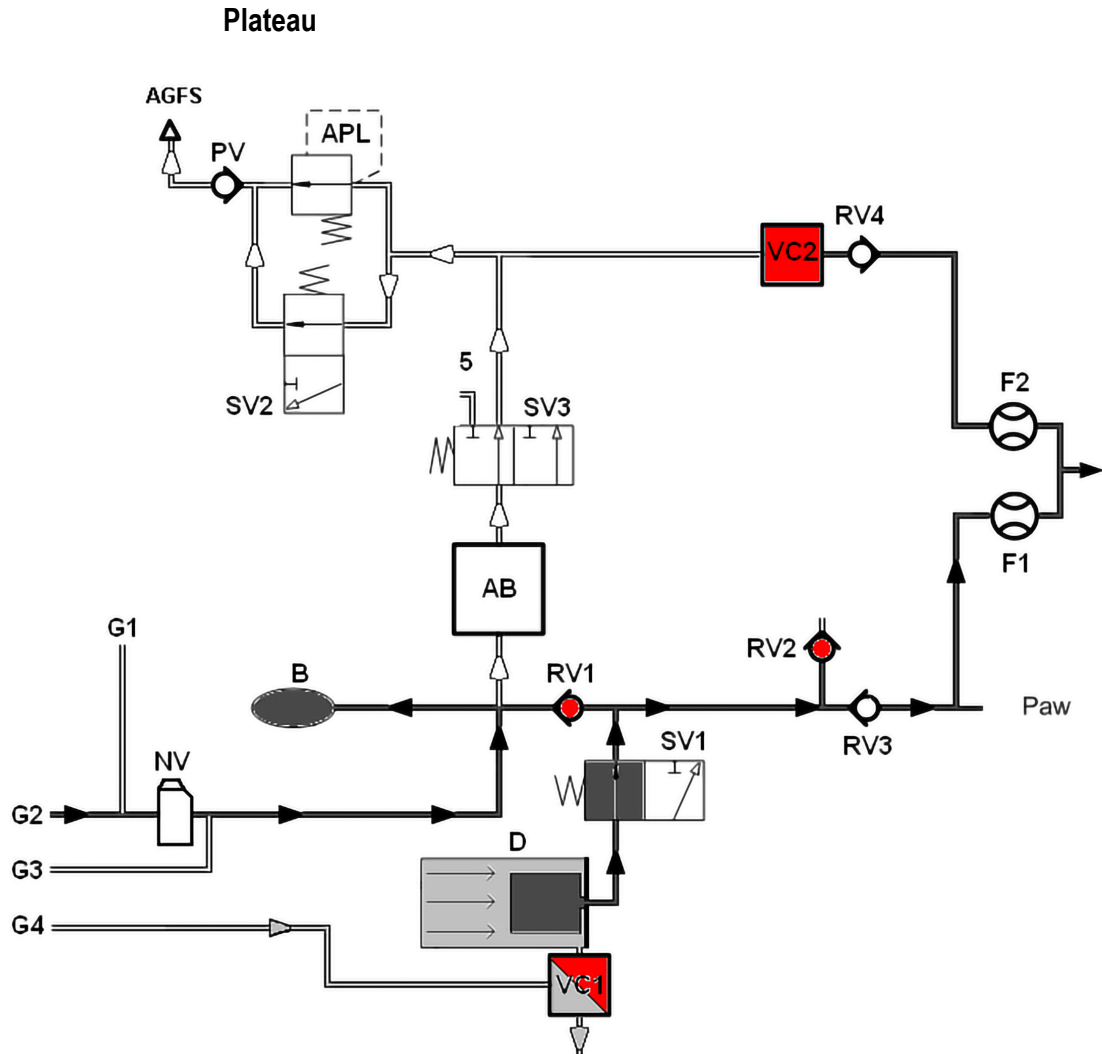 Plateau
AGFS
APL
PV
RV4
VC2
5
F2
SV2
SV3
F1
AB
G1
B
RV1
RV2
Paw
RV3
SV1
NV
G2
D
G3
G4
VC1